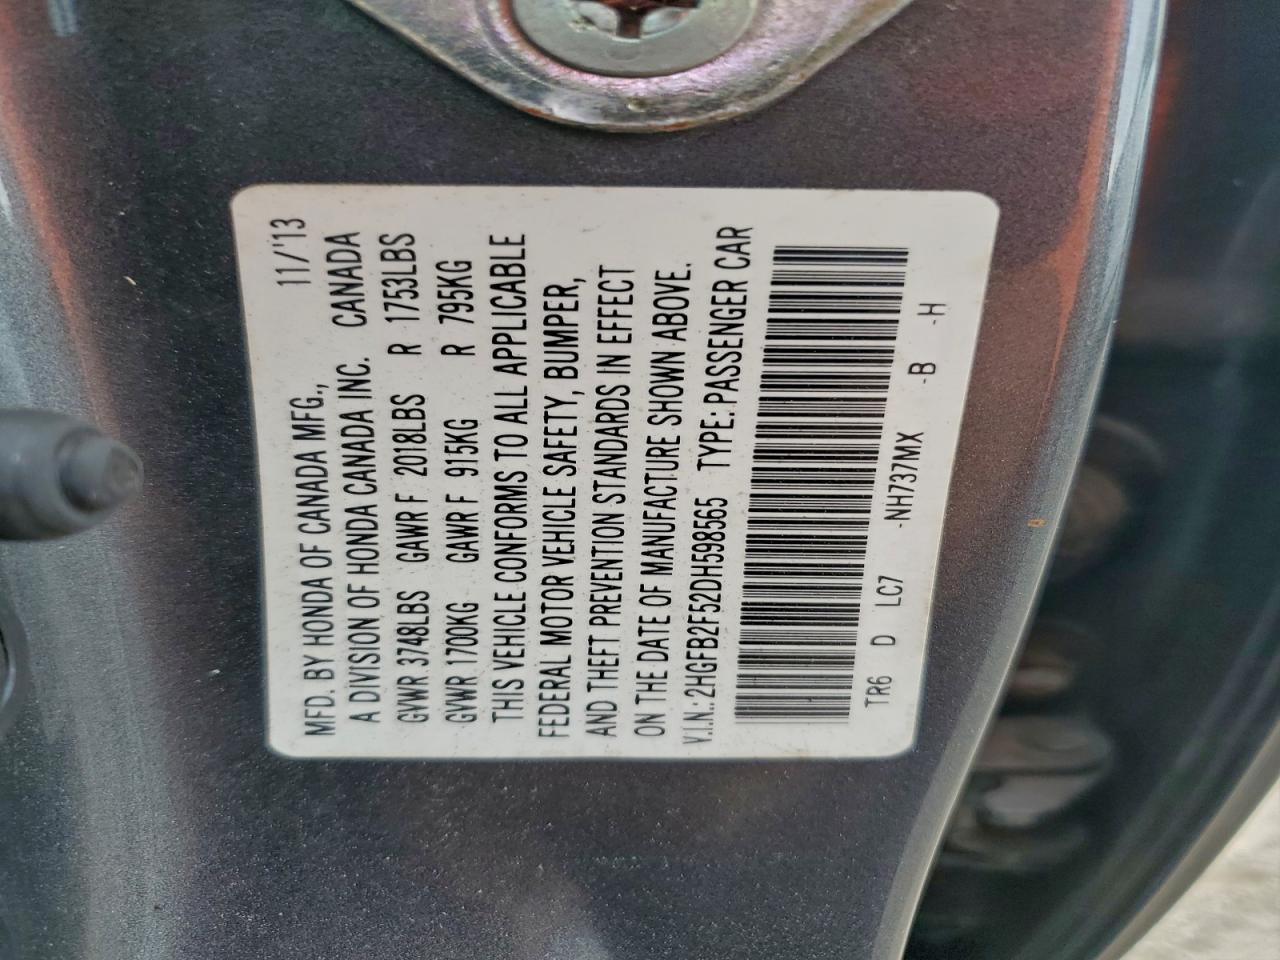 11/'13
MFD. BY HONDA OF CANADA MFG.,
A DIVISION OF HONDA CANADA INC. CANADA
GVWR 3748LBS GAWR F 2018LBS R 1753LBS
GVWR 1700KG GAWR F 915KG R 795KG
THIS VEHICLE CONFORMS TO ALL APPLICABLE
FEDERAL MOTOR VEHICLE SAFETY, BUMPER,
AND THEFT PREVENTION STANDARDS IN EFFECT
ON THE DATE OF MANUFACTURE SHOWN ABOVE.
V.I.N.: 2HGFB2F52DH598565 TYPE: PASSENGER CAR
TR6 D LC7 -NH737MX -B -H